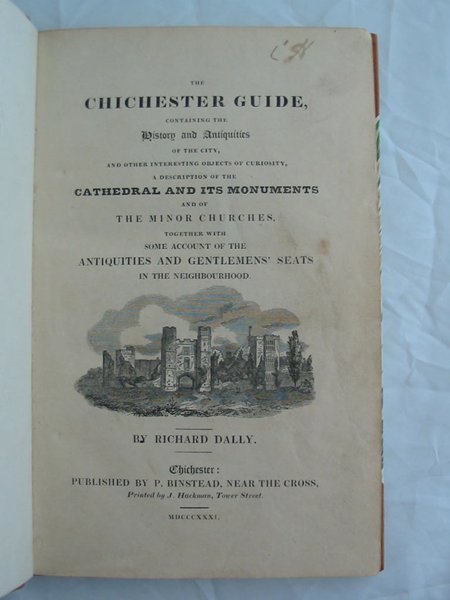 THE
CHICHESTER GUIDE,
CONTAINING THE
History and Antiquities
OF THE CITY,
AND OTHER INTERESTING OBJECTS OF CURIOSITY,
A DESCRIPTION OF THE
CATHEDRAL AND ITS MONUMENTS
AND OF
THE MINOR CHURCHES,
TOGETHER WITH
SOME ACCOUNT OF THE
ANTIQUITIES AND GENTLEMENS' SEATS
IN THE NEIGHBOURHOOD.
BY RICHARD DALLY.
Chichester:
PUBLISHED BY P. BINSTEAD, NEAR THE CROSS,
Printed by J. Hackman, Tower Street.
MDCCCXXXI.